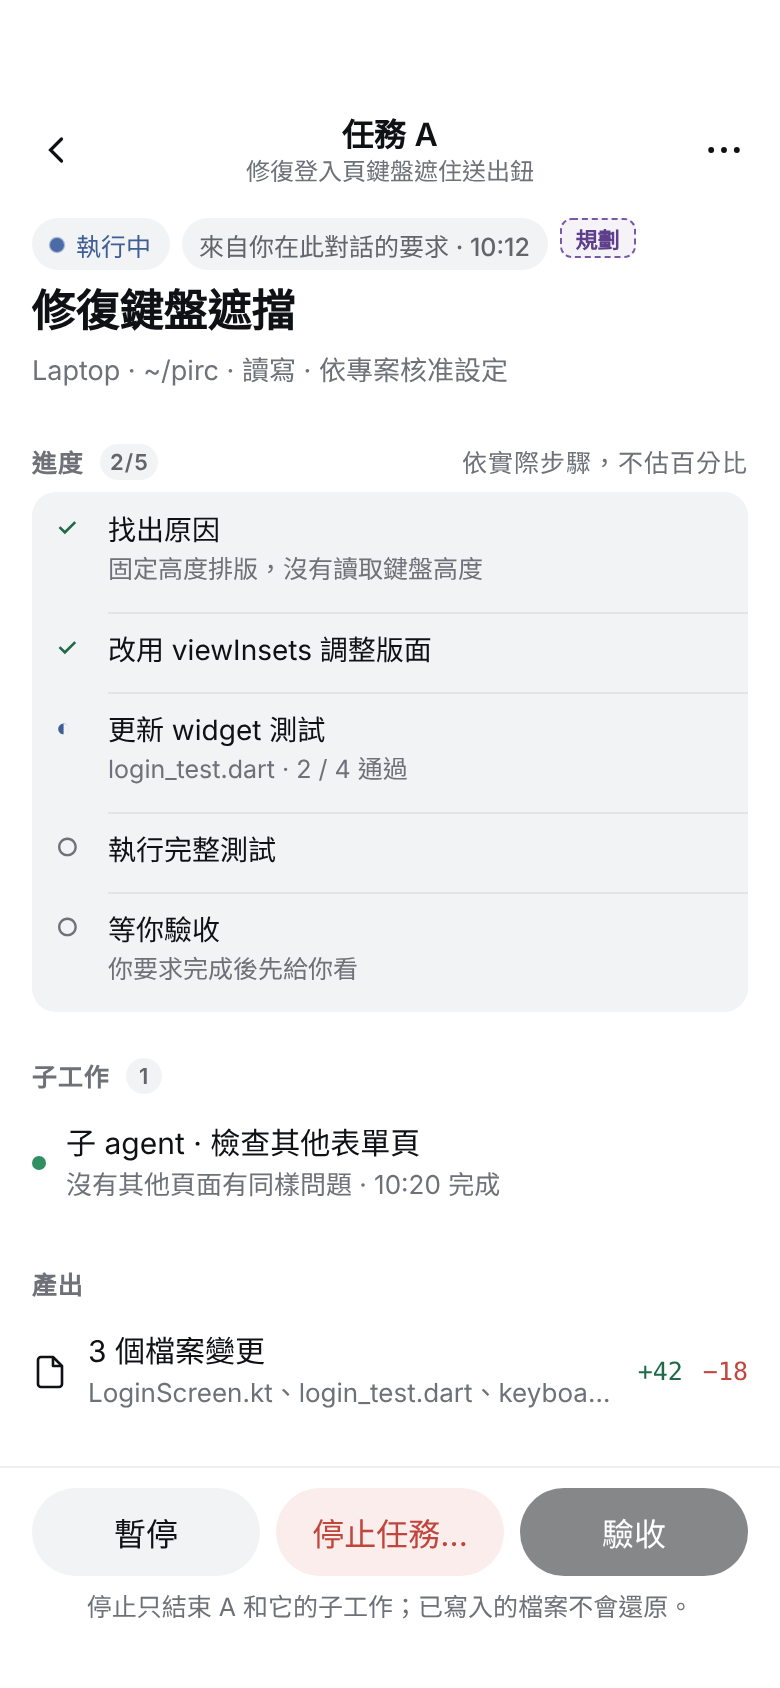 任務 A
修復登入頁鍵盤遮住送出鈕
執行中
來自你在此對話的要求 · 10:12
規劃
修復鍵盤遮擋
Laptop · ~/pirc · 讀寫 · 依專案核准設定
進度 2/5
依實際步驟，不估百分比
找出原因
固定高度排版，沒有讀取鍵盤高度
改用 viewInsets 調整版面
更新 widget 測試
login_test.dart · 2 / 4 通過
執行完整測試
等你驗收
你要求完成後先給你看
子工作 1
子 agent · 檢查其他表單頁
沒有其他頁面有同樣問題 · 10:20 完成
產出
3 個檔案變更
+42 −18
LoginScreen.kt、login_test.dart、keyboa...
暫停
停止任務...
驗收
停止只結束 A 和它的子工作；已寫入的檔案不會還原。